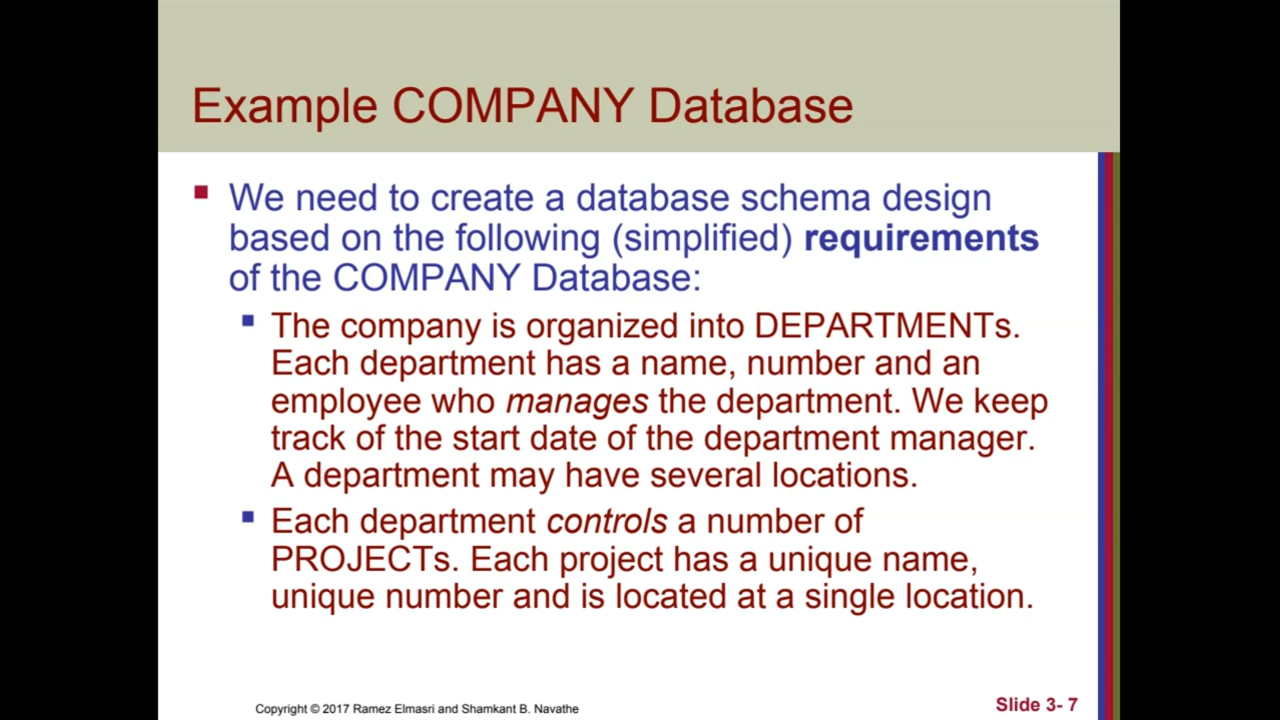 Example COMPANY Database
We need to create a database schema design
based on the following (simplified) requirements
of the COMPANY Database:
The company is organized into DEPARTMENTs.
Each department has a name, number and an
employee who manages the department. We keep
track of the start date of the department manager.
A department may have several locations.
Each department controls a number of
PROJECTs. Each project has a unique name,
unique number and is located at a single location.
Copyright © 2017 Ramez Elmasri and Shamkant B. Navathe
Slide 3- 7